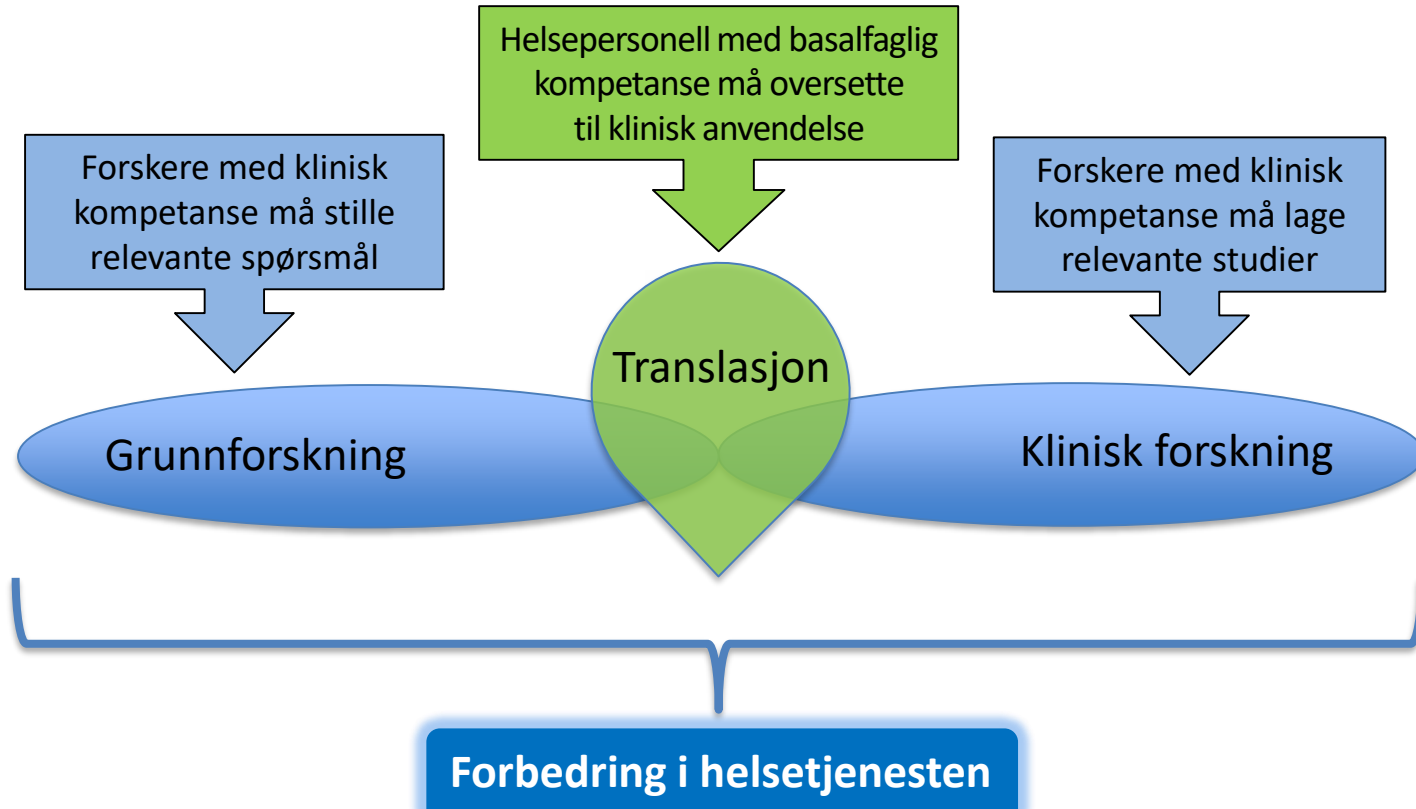 Helsepersonell med basalfaglig
kompetanse må oversette
til klinisk anvendelse
Forskere med klinisk
kompetanse må stille
relevante spørsmål
Forskere med klinisk
kompetanse må lage
relevante studier
Translasjon
Grunnforskning
Klinisk forskning
Forbedring i helsetjenesten